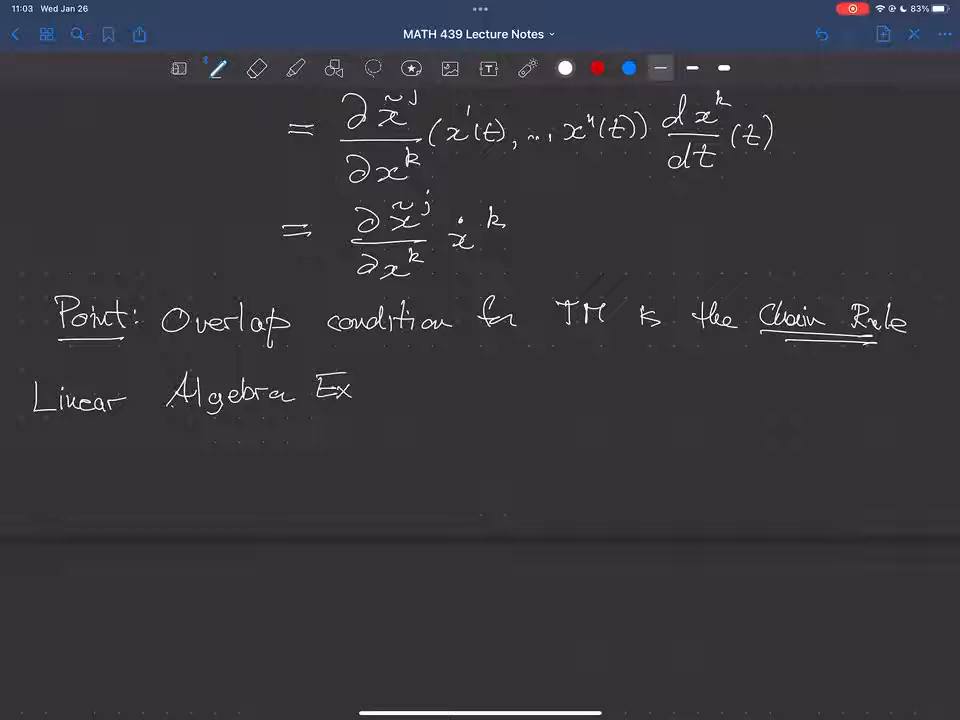 11:03 Wed Jan 26
83%
MATH 439 Lecture Notes
= ∂x̃^j/∂x^k (x^1(t), ..., x^n(t)) dx^k/dt (t)
= ∂x̃^j/∂x^k ẋ^k
Point: Overlap condition for TM is the Chain Rule
Linear Algebra Ex